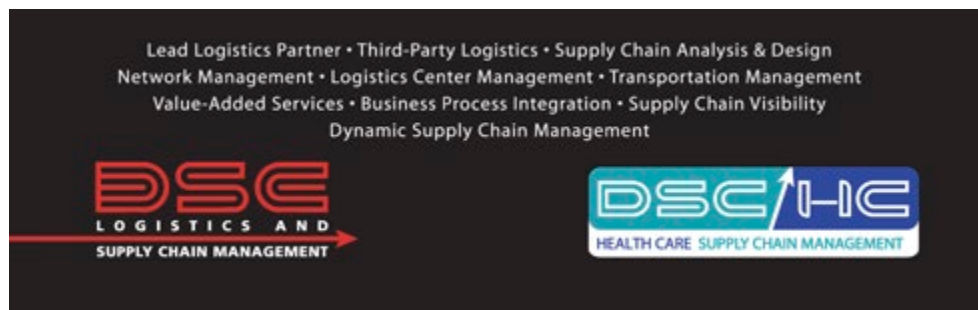 Lead Logistics Partner • Third-Party Logistics • Supply Chain Analysis & Design
Network Management • Logistics Center Management • Transportation Management
Value-Added Services • Business Process Integration • Supply Chain Visibility
Dynamic Supply Chain Management
DSC
LOGISTICS AND
SUPPLY CHAIN MANAGEMENT
DSC/HC
HEALTH CARE SUPPLY CHAIN MANAGEMENT